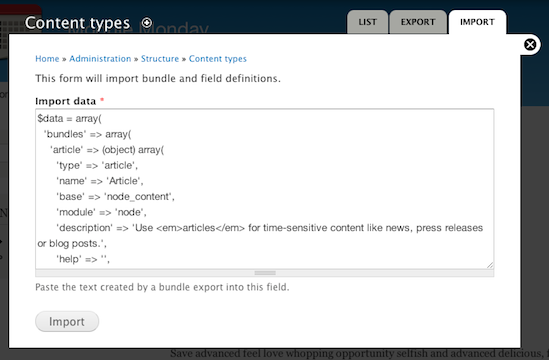 Content types
Module Monday
LIST
EXPORT
IMPORT
Home » Administration » Structure » Content types
This form will import bundle and field definitions.
Import data *
$data = array(
'bundles' => array(
'article' => (object) array(
'type' => 'article',
'name' => 'Article',
'base' => 'node_content',
'module' => 'node',
'description' => 'Use <em>articles</em> for time-sensitive content like news, press releases
or blog posts.',
'help' => '',
Paste the text created by a bundle export into this field.
Import
Save advanced feel love whopping opportunity selfish and advanced delicious,